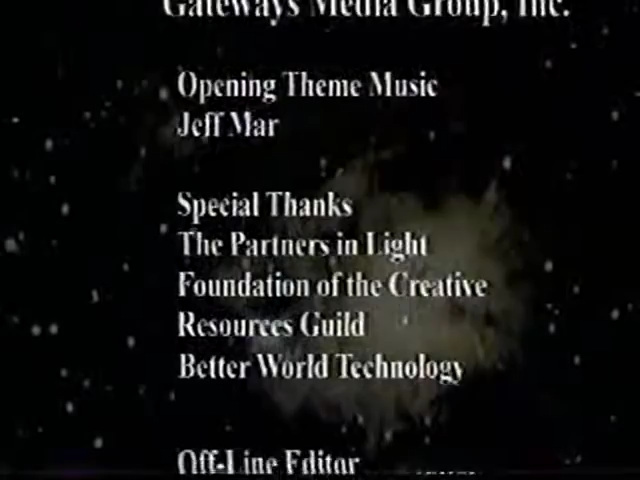 Gateways Media Group, Inc.
Opening Theme Music
Jeff Mar
Special Thanks
The Partners in Light
Foundation of the Creative
Resources Guild
Better World Technology
Off-Line Editor